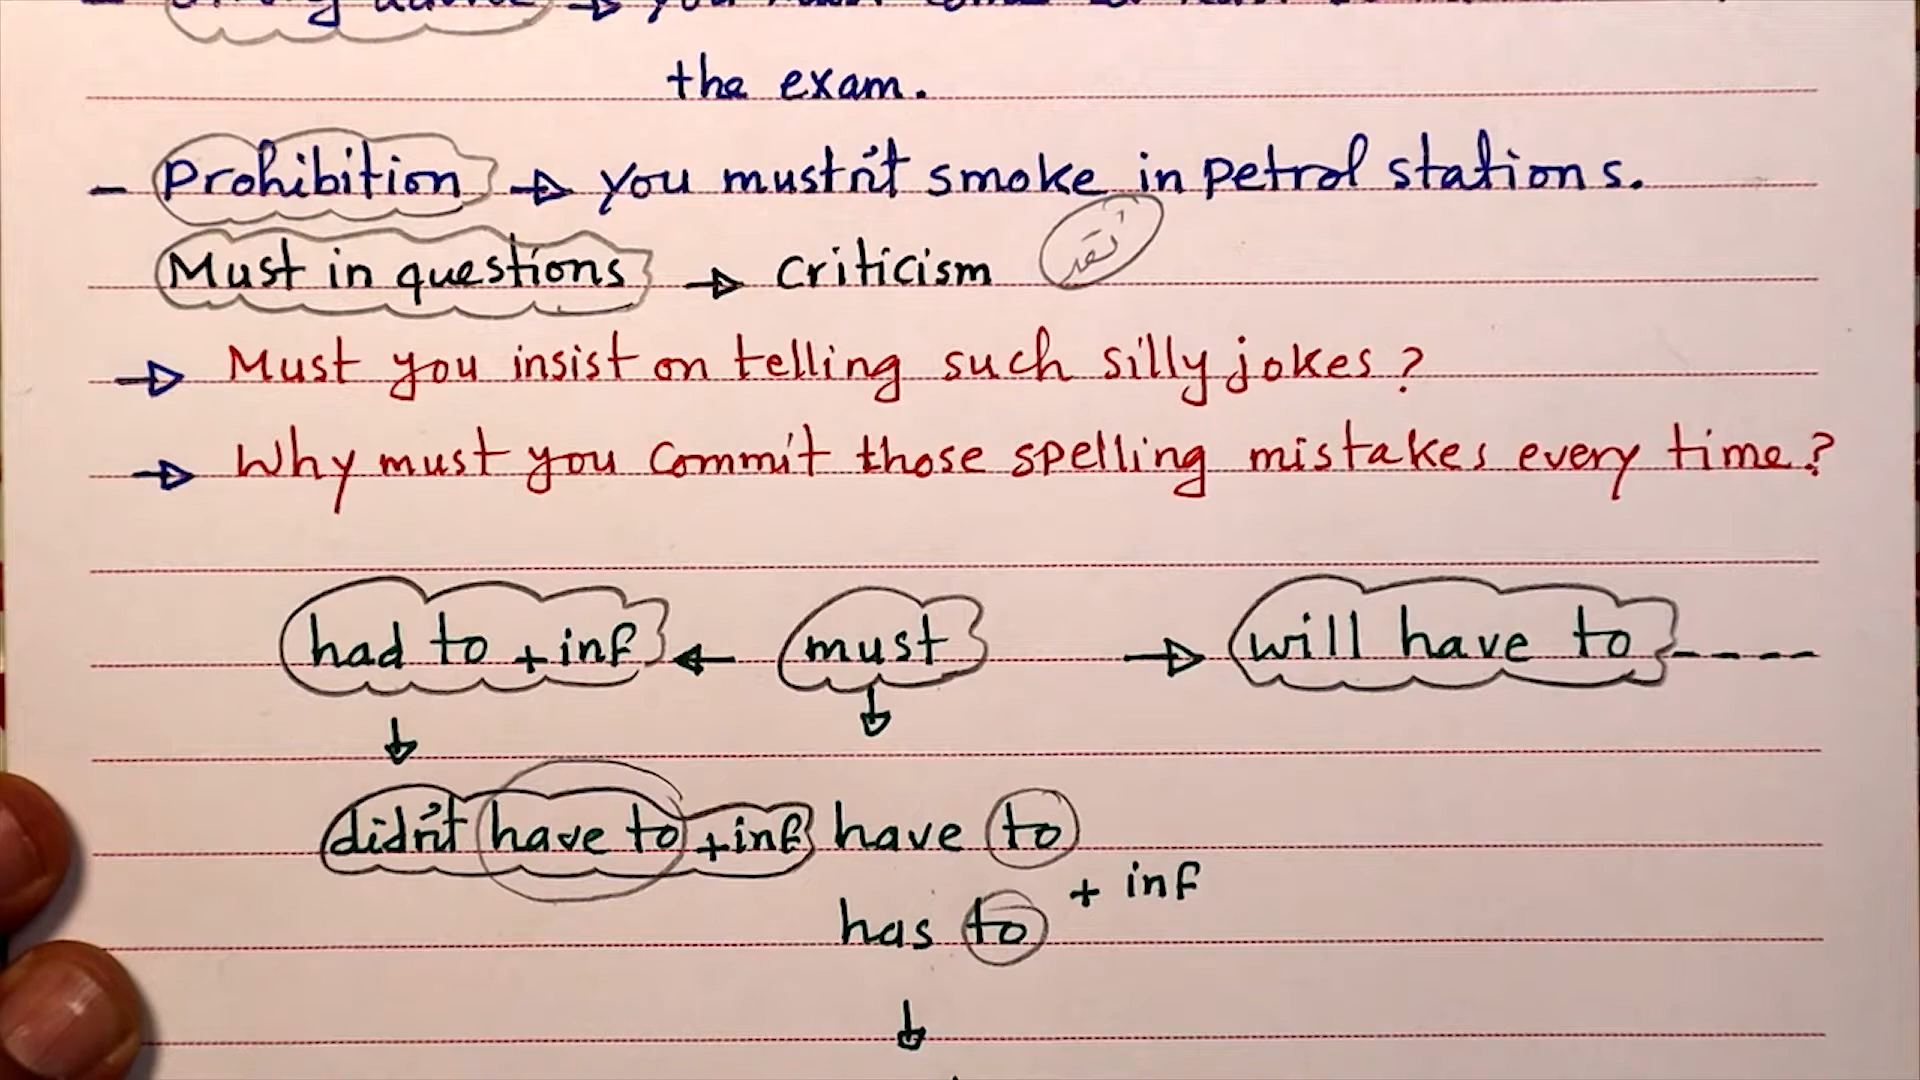 the exam.
- Prohibition → you mustn't smoke in petrol stations.
Must in questions → criticism نقد
→ Must you insist on telling such silly jokes?
→ Why must you commit those spelling mistakes every time?
had to + inf ← must → will have to ----
didn't have to + inf have to
has to + inf